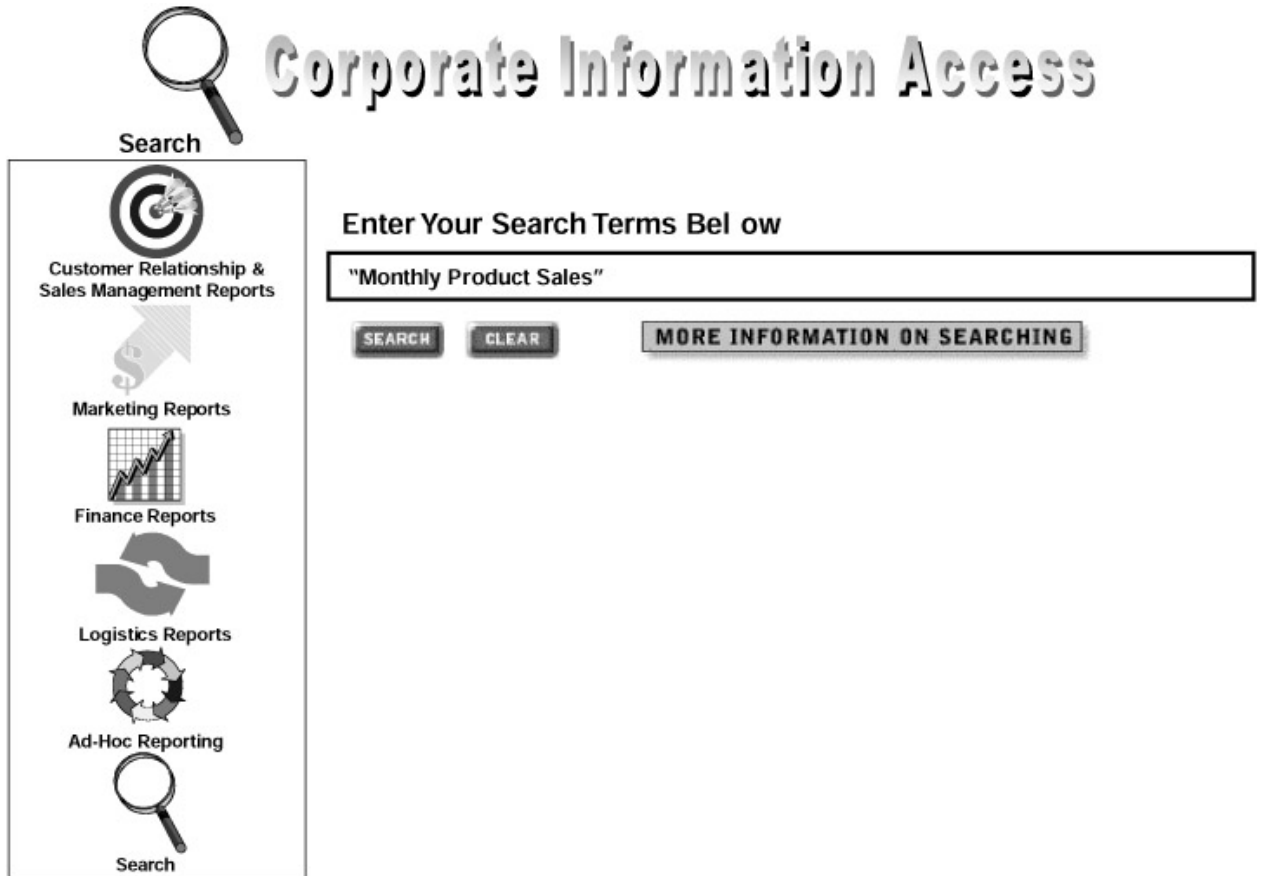 Corporate Information Access
Search
Customer Relationship &
Sales Management Reports
$
Marketing Reports
Finance Reports
Logistics Reports
Ad-Hoc Reporting
Search
Enter Your Search Terms Bel ow
“Monthly Product Sales”
SEARCH CLEAR MORE INFORMATION ON SEARCHING